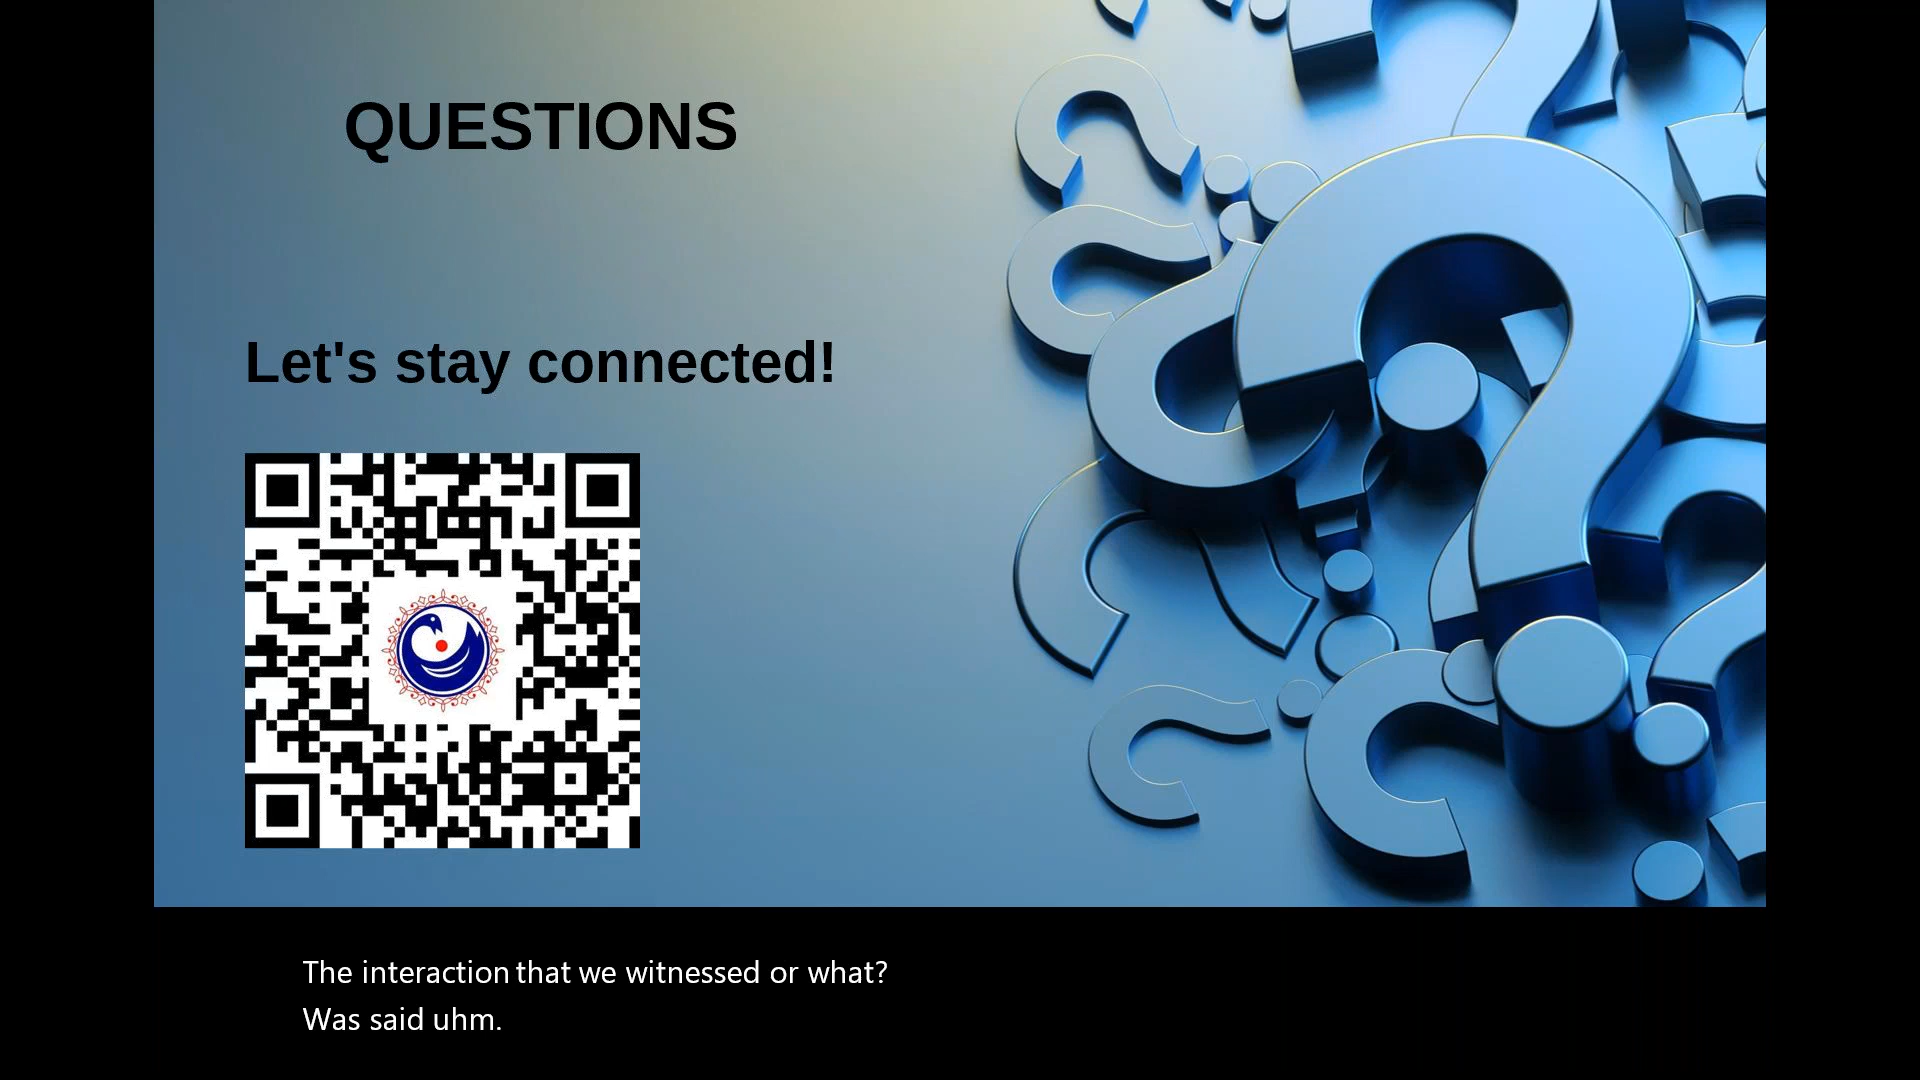 QUESTIONS
Let's stay connected!
The interaction that we witnessed or what?
Was said uhm.